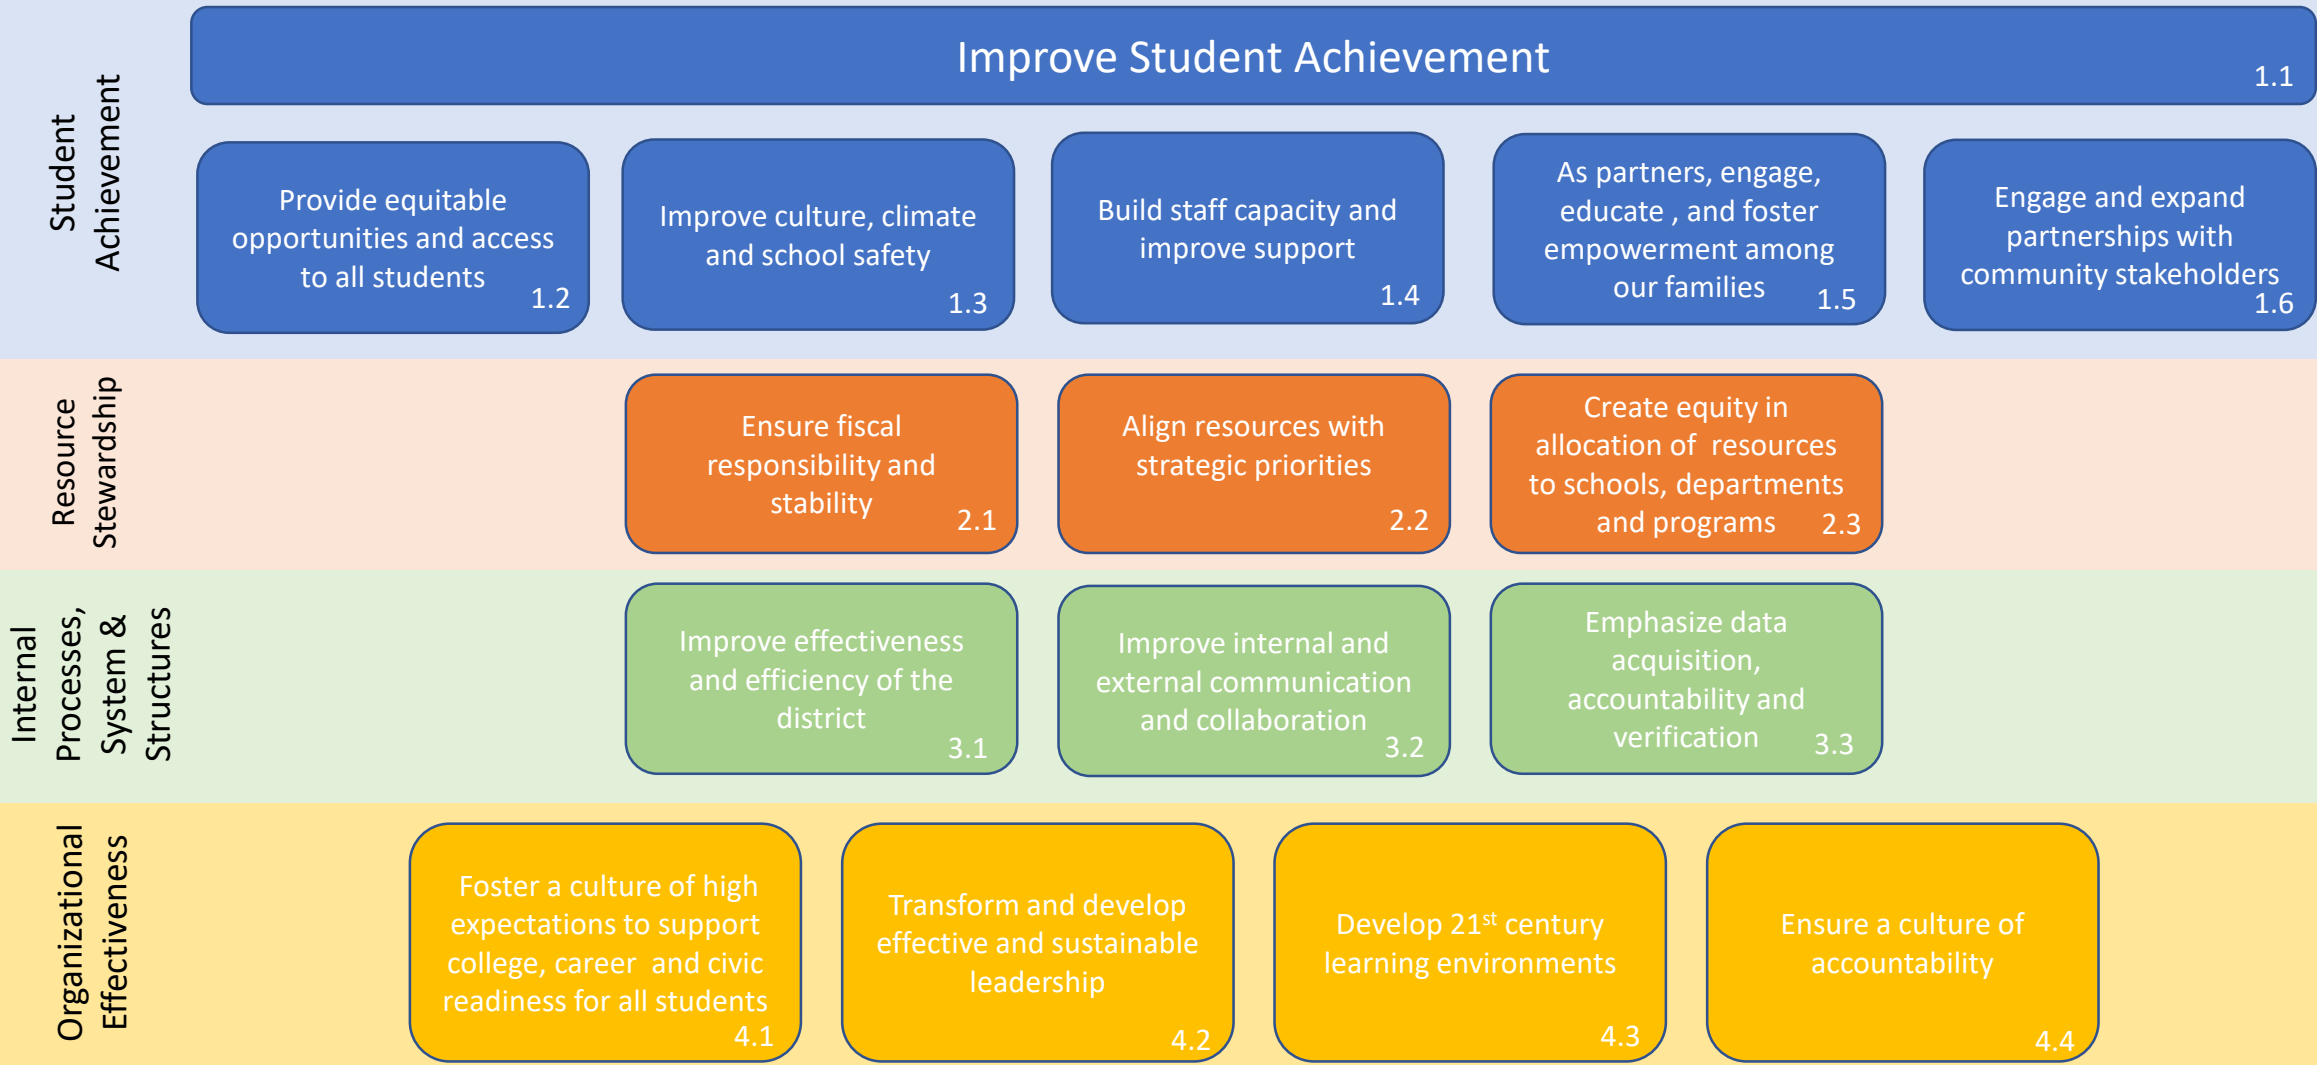 Student
Achievement
Improve Student Achievement
1.1
Provide equitable
opportunities and access
to all students
1.2
Improve culture, climate
and school safety
1.3
Build staff capacity and
improve support
1.4
As partners, engage,
educate , and foster
empowerment among
our families
1.5
Engage and expand
partnerships with
community stakeholders
1.6
Resource
Stewardship
Ensure fiscal
responsibility and
stability
2.1
Align resources with
strategic priorities
2.2
Create equity in
allocation of resources
to schools, departments
and programs
2.3
Internal
Processes,
System &
Structures
Improve effectiveness
and efficiency of the
district
3.1
Improve internal and
external communication
and collaboration
3.2
Emphasize data
acquisition,
accountability and
verification
3.3
Organizational
Effectiveness
Foster a culture of high
expectations to support
college, career and civic
readiness for all students
4.1
Transform and develop
effective and sustainable
leadership
4.2
Develop 21st century
learning environments
4.3
Ensure a culture of
accountability
4.4